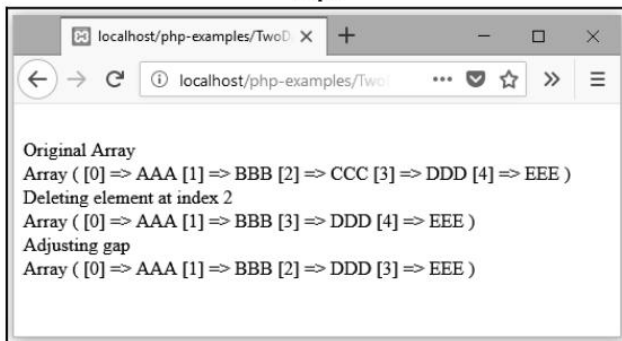 localhost/php-examples/TwoD
localhost/php-examples/Two
Original Array
Array ( [0] => AAA [1] => BBB [2] => CCC [3] => DDD [4] => EEE )
Deleting element at index 2
Array ( [0] => AAA [1] => BBB [3] => DDD [4] => EEE )
Adjusting gap
Array ( [0] => AAA [1] => BBB [2] => DDD [3] => EEE )